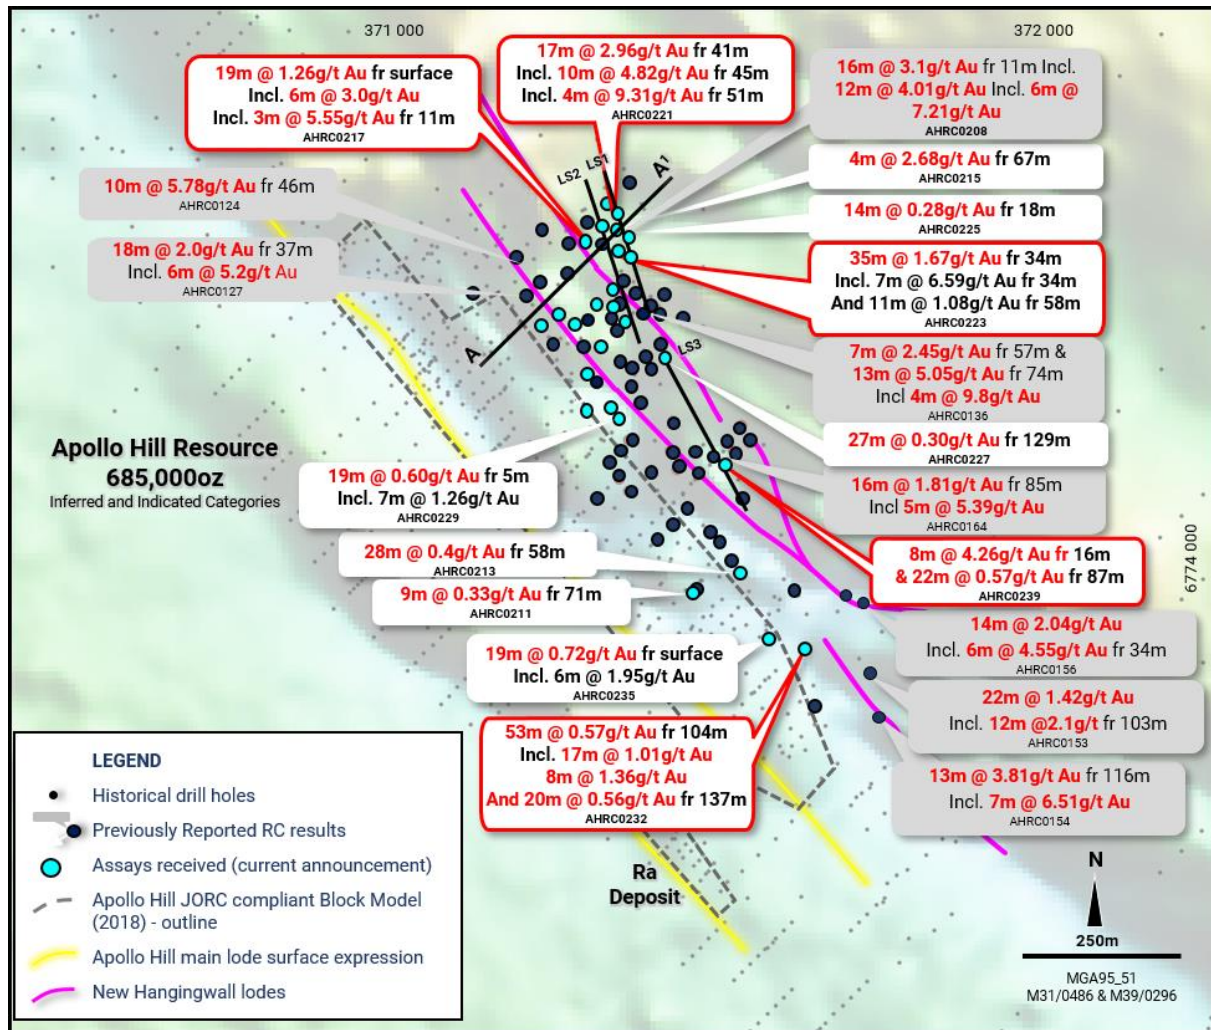 371 000
372 000
19m @ 1.26g/t Au fr surface
Incl. 6m @ 3.0g/t Au
Incl. 3m @ 5.55g/t Au fr 11m
AHRC0217
17m @ 2.96g/t Au fr 41m
Incl. 10m @ 4.82g/t Au fr 45m
Incl. 4m @ 9.31g/t Au fr 51m
AHRC0221
16m @ 3.1g/t Au fr 11m Incl.
12m @ 4.01g/t Au Incl. 6m @
7.21g/t Au
AHRC0208
4m @ 2.68g/t Au fr 67m
AHRC0215
14m @ 0.28g/t Au fr 18m
AHRC0225
LS2
LS1
A¹
10m @ 5.78g/t Au fr 46m
AHRC0124
18m @ 2.0g/t Au fr 37m
Incl. 6m @ 5.2g/t Au
AHRC0127
35m @ 1.67g/t Au fr 34m
Incl. 7m @ 6.59g/t Au fr 34m
And 11m @ 1.08g/t Au fr 58m
AHRC0223
A
LS3
7m @ 2.45g/t Au fr 57m &
13m @ 5.05g/t Au fr 74m
Incl 4m @ 9.8g/t Au
AHRC0136
27m @ 0.30g/t Au fr 129m
AHRC0227
Apollo Hill Resource
685,000oz
Inferred and Indicated Categories
19m @ 0.60g/t Au fr 5m
Incl. 7m @ 1.26g/t Au
AHRC0229
16m @ 1.81g/t Au fr 85m
Incl 5m @ 5.39g/t Au
AHRC0164
28m @ 0.4g/t Au fr 58m
AHRC0213
8m @ 4.26g/t Au fr 16m
& 22m @ 0.57g/t Au fr 87m
AHRC0239
6774 000
9m @ 0.33g/t Au fr 71m
AHRC0211
14m @ 2.04g/t Au
Incl. 6m @ 4.55g/t Au fr 34m
AHRC0156
19m @ 0.72g/t Au fr surface
Incl. 6m @ 1.95g/t Au
AHRC0235
22m @ 1.42g/t Au
Incl. 12m @2.1g/t fr 103m
AHRC0153
53m @ 0.57g/t Au fr 104m
Incl. 17m @ 1.01g/t Au
8m @ 1.36g/t Au
And 20m @ 0.56g/t Au fr 137m
AHRC0232
13m @ 3.81g/t Au fr 116m
Incl. 7m @ 6.51g/t Au
AHRC0154
Ra
Deposit
LEGEND
Historical drill holes
Previously Reported RC results
Assays received (current announcement)
Apollo Hill JORC compliant Block Model
(2018) - outline
Apollo Hill main lode surface expression
New Hangingwall lodes
N
250m
MGA95_51
M31/0486 & M39/0296